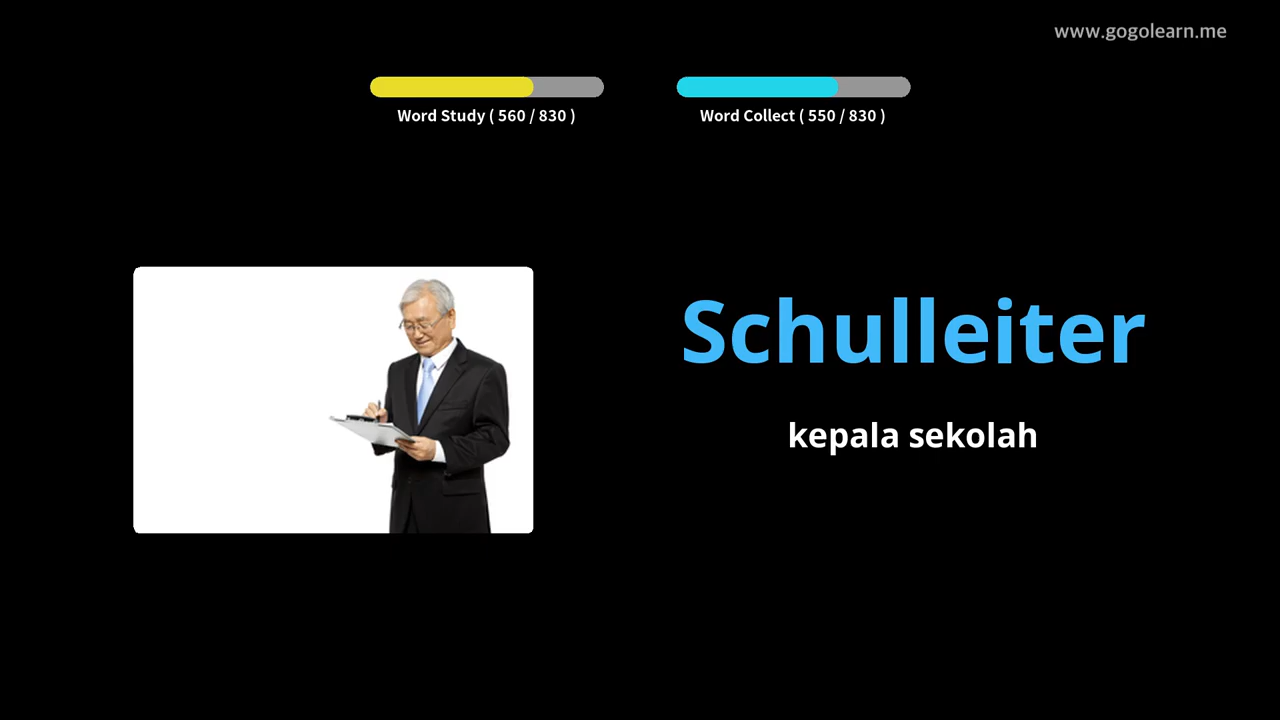 www.gogolearn.me
Word Study ( 560 / 830 )
Word Collect ( 550 / 830 )
Schulleiter
kepala sekolah